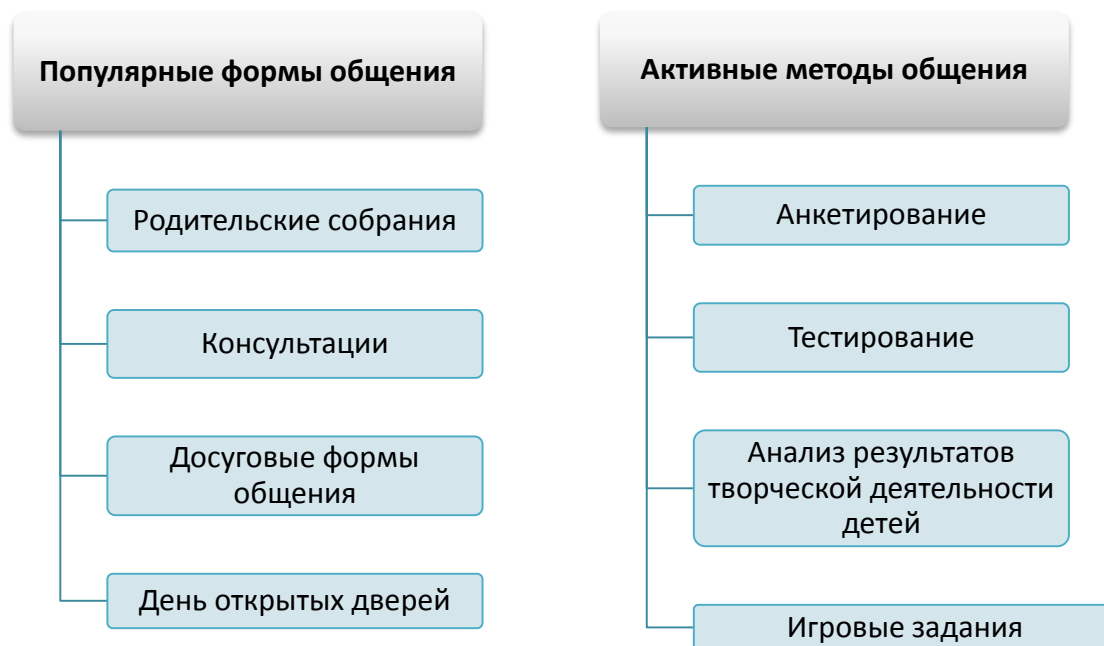 Популярные формы общения
Родительские собрания
Консультации
Досуговые формы
общения
День открытых дверей
Активные методы общения
Анкетирование
Тестирование
Анализ результатов
творческой деятельности
детей
Игровые задания